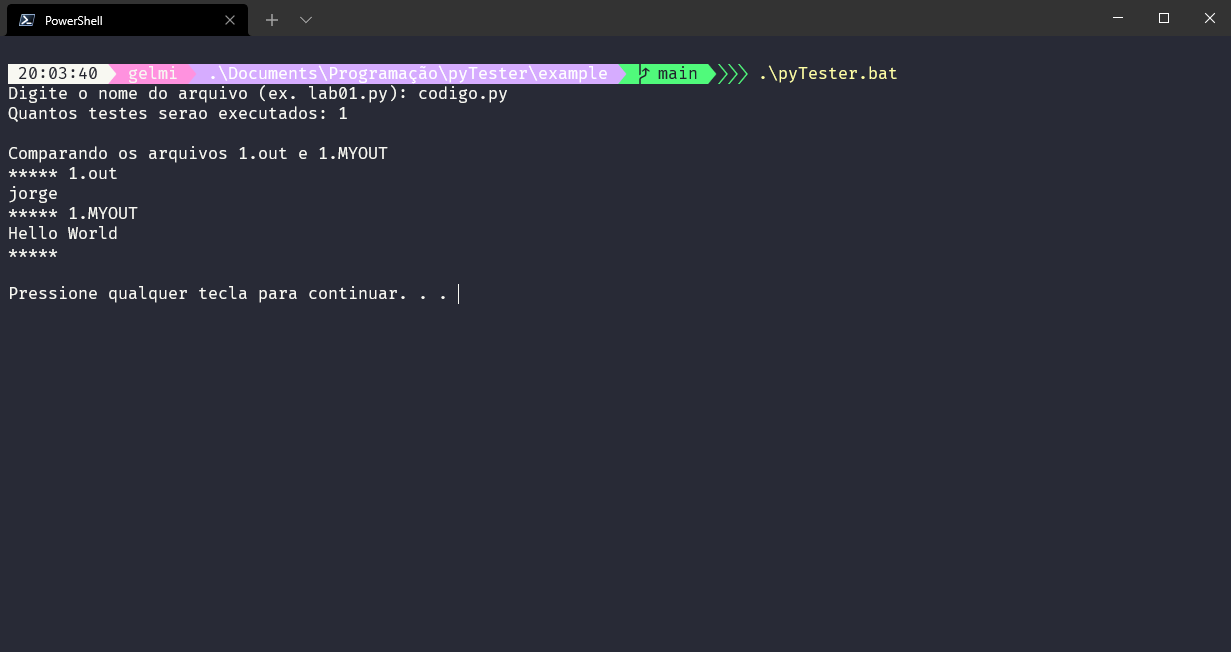 PowerShell
20:03:40 gelmi .\Documents\Programação\pyTester\example main .\pyTester.bat
Digite o nome do arquivo (ex. lab01.py): codigo.py
Quantos testes serao executados: 1
Comparando os arquivos 1.out e 1.MYOUT
***** 1.out
jorge
***** 1.MYOUT
Hello World
*****
Pressione qualquer tecla para continuar. . .